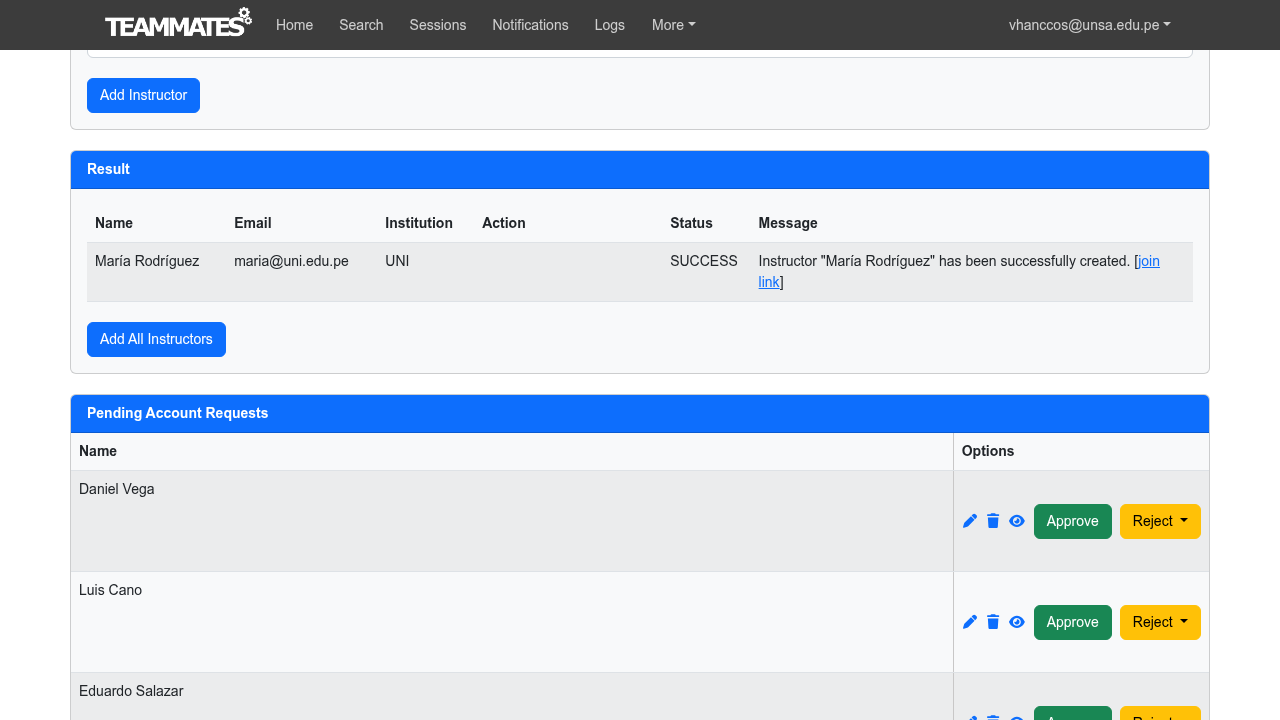 TEAMMATES Home Search Sessions Notifications Logs More vhanccos@unsa.edu.pe
Add Instructor
Result
Name Email Institution Action Status Message
María Rodríguez maria@uni.edu.pe UNI SUCCESS Instructor "María Rodríguez" has been successfully created. [join
link]
Add All Instructors
Pending Account Requests
Name Options
Daniel Vega
Approve Reject
Luis Cano
Approve Reject
Eduardo Salazar
Approve Reject